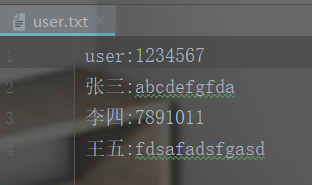 user.txt
1 user:1234567
2 张三:abcdefgfda
3 李四:7891011
4 王五:fdsafadsfgasd